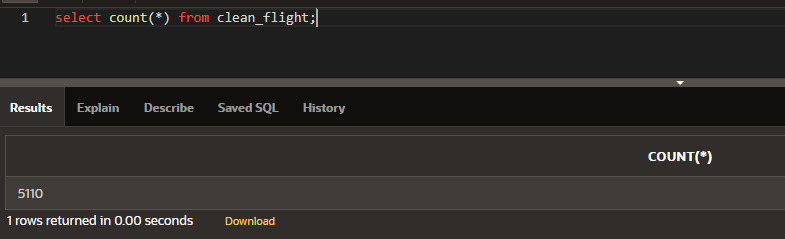 1 select count(*) from clean_flight;
Results Explain Describe Saved SQL History
COUNT(*)
5110
1 rows returned in 0.00 seconds Download